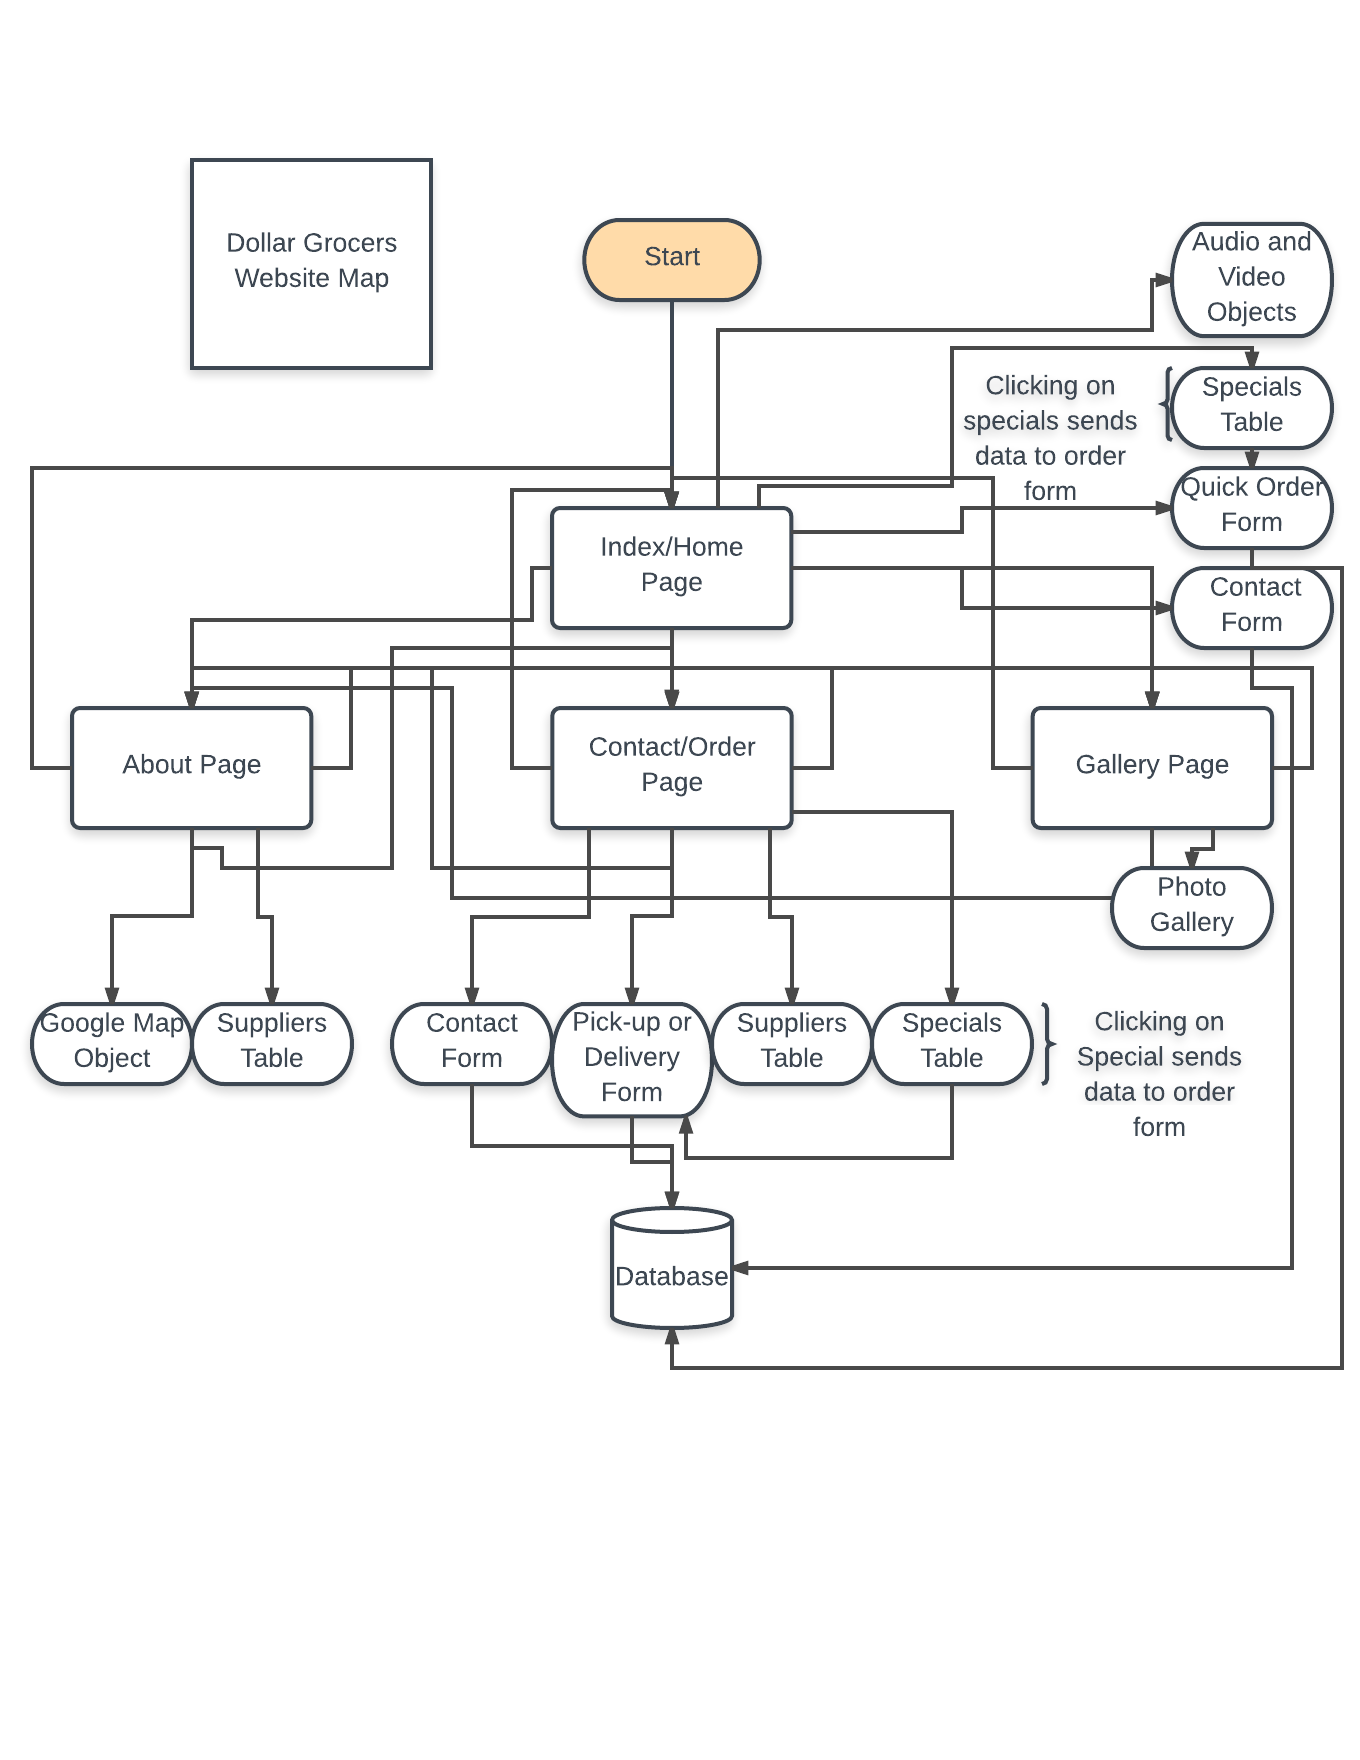 Dollar Grocers
Website Map
Start
Audio and
Video
Objects
Clicking on
specials sends
data to order
form
Specials
Table
Quick Order
Form
Index/Home
Page
Contact
Form
About Page
Contact/Order
Page
Gallery Page
Photo
Gallery
Google Map
Object
Suppliers
Table
Contact
Form
Pick-up or
Delivery
Form
Suppliers
Table
Specials
Table
Clicking on
Special sends
data to order
form
Database